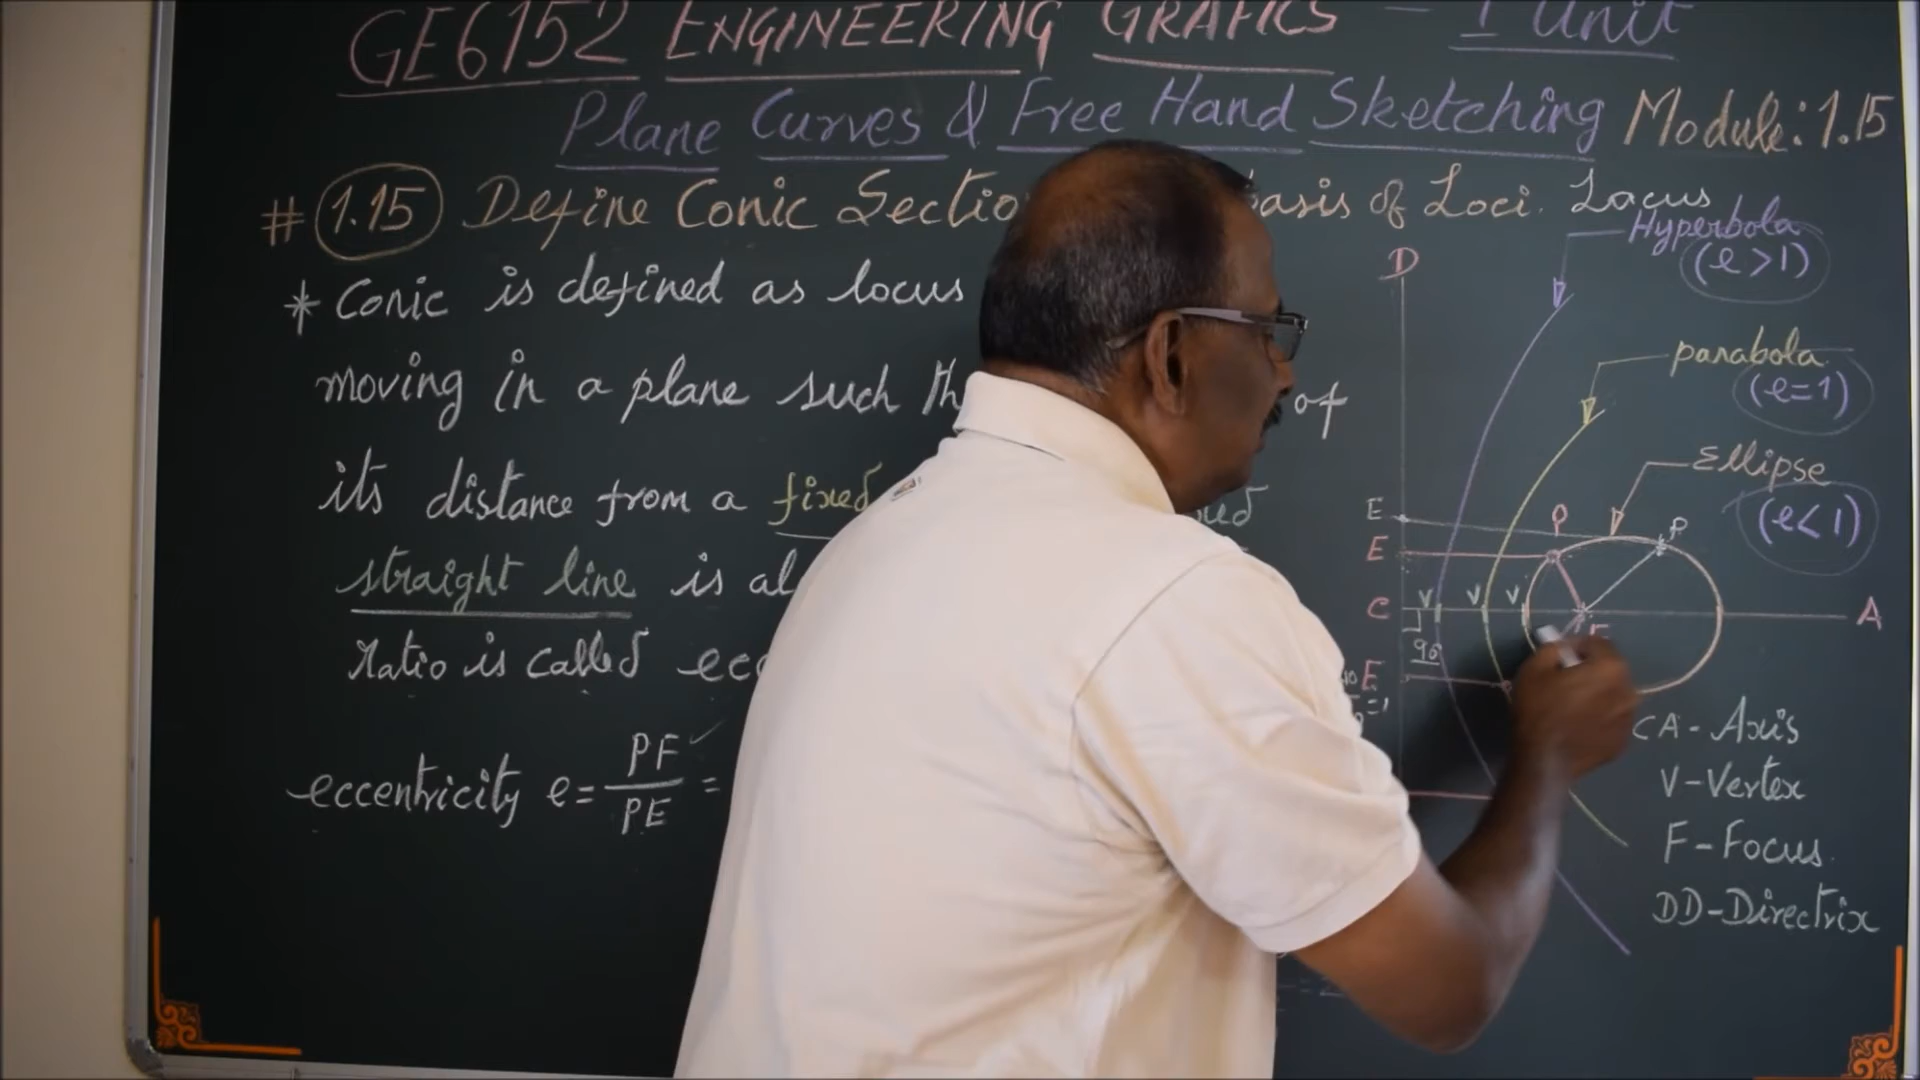 GE6152 ENGINEERING GRAFICS - I Unit
Plane Curves & Free Hand Sketching Module: 1.15
# 1.15 Define Conic Sectio basis of Loci. Lacus
* Conic is defined as locus
moving in a plane such th of
its distance from a fixed
straight line is al
Ratio is called ecc
eccentricity e = PF/PE =
Hyperbola
(e>1)
parabola
(e=1)
Ellipse
(e<1)
D
E
P
P
E
C
V
V
V
A
F
90
E
CA - Axis
V - Vertex
F - Focus.
DD - Directrix